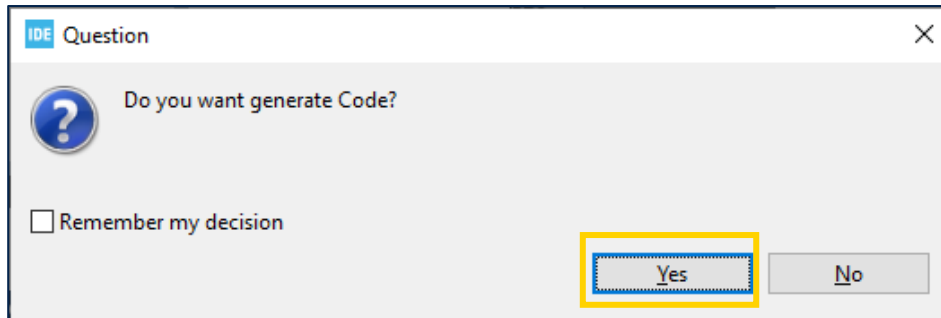 IDE Question
Do you want generate Code?
Remember my decision
Yes No